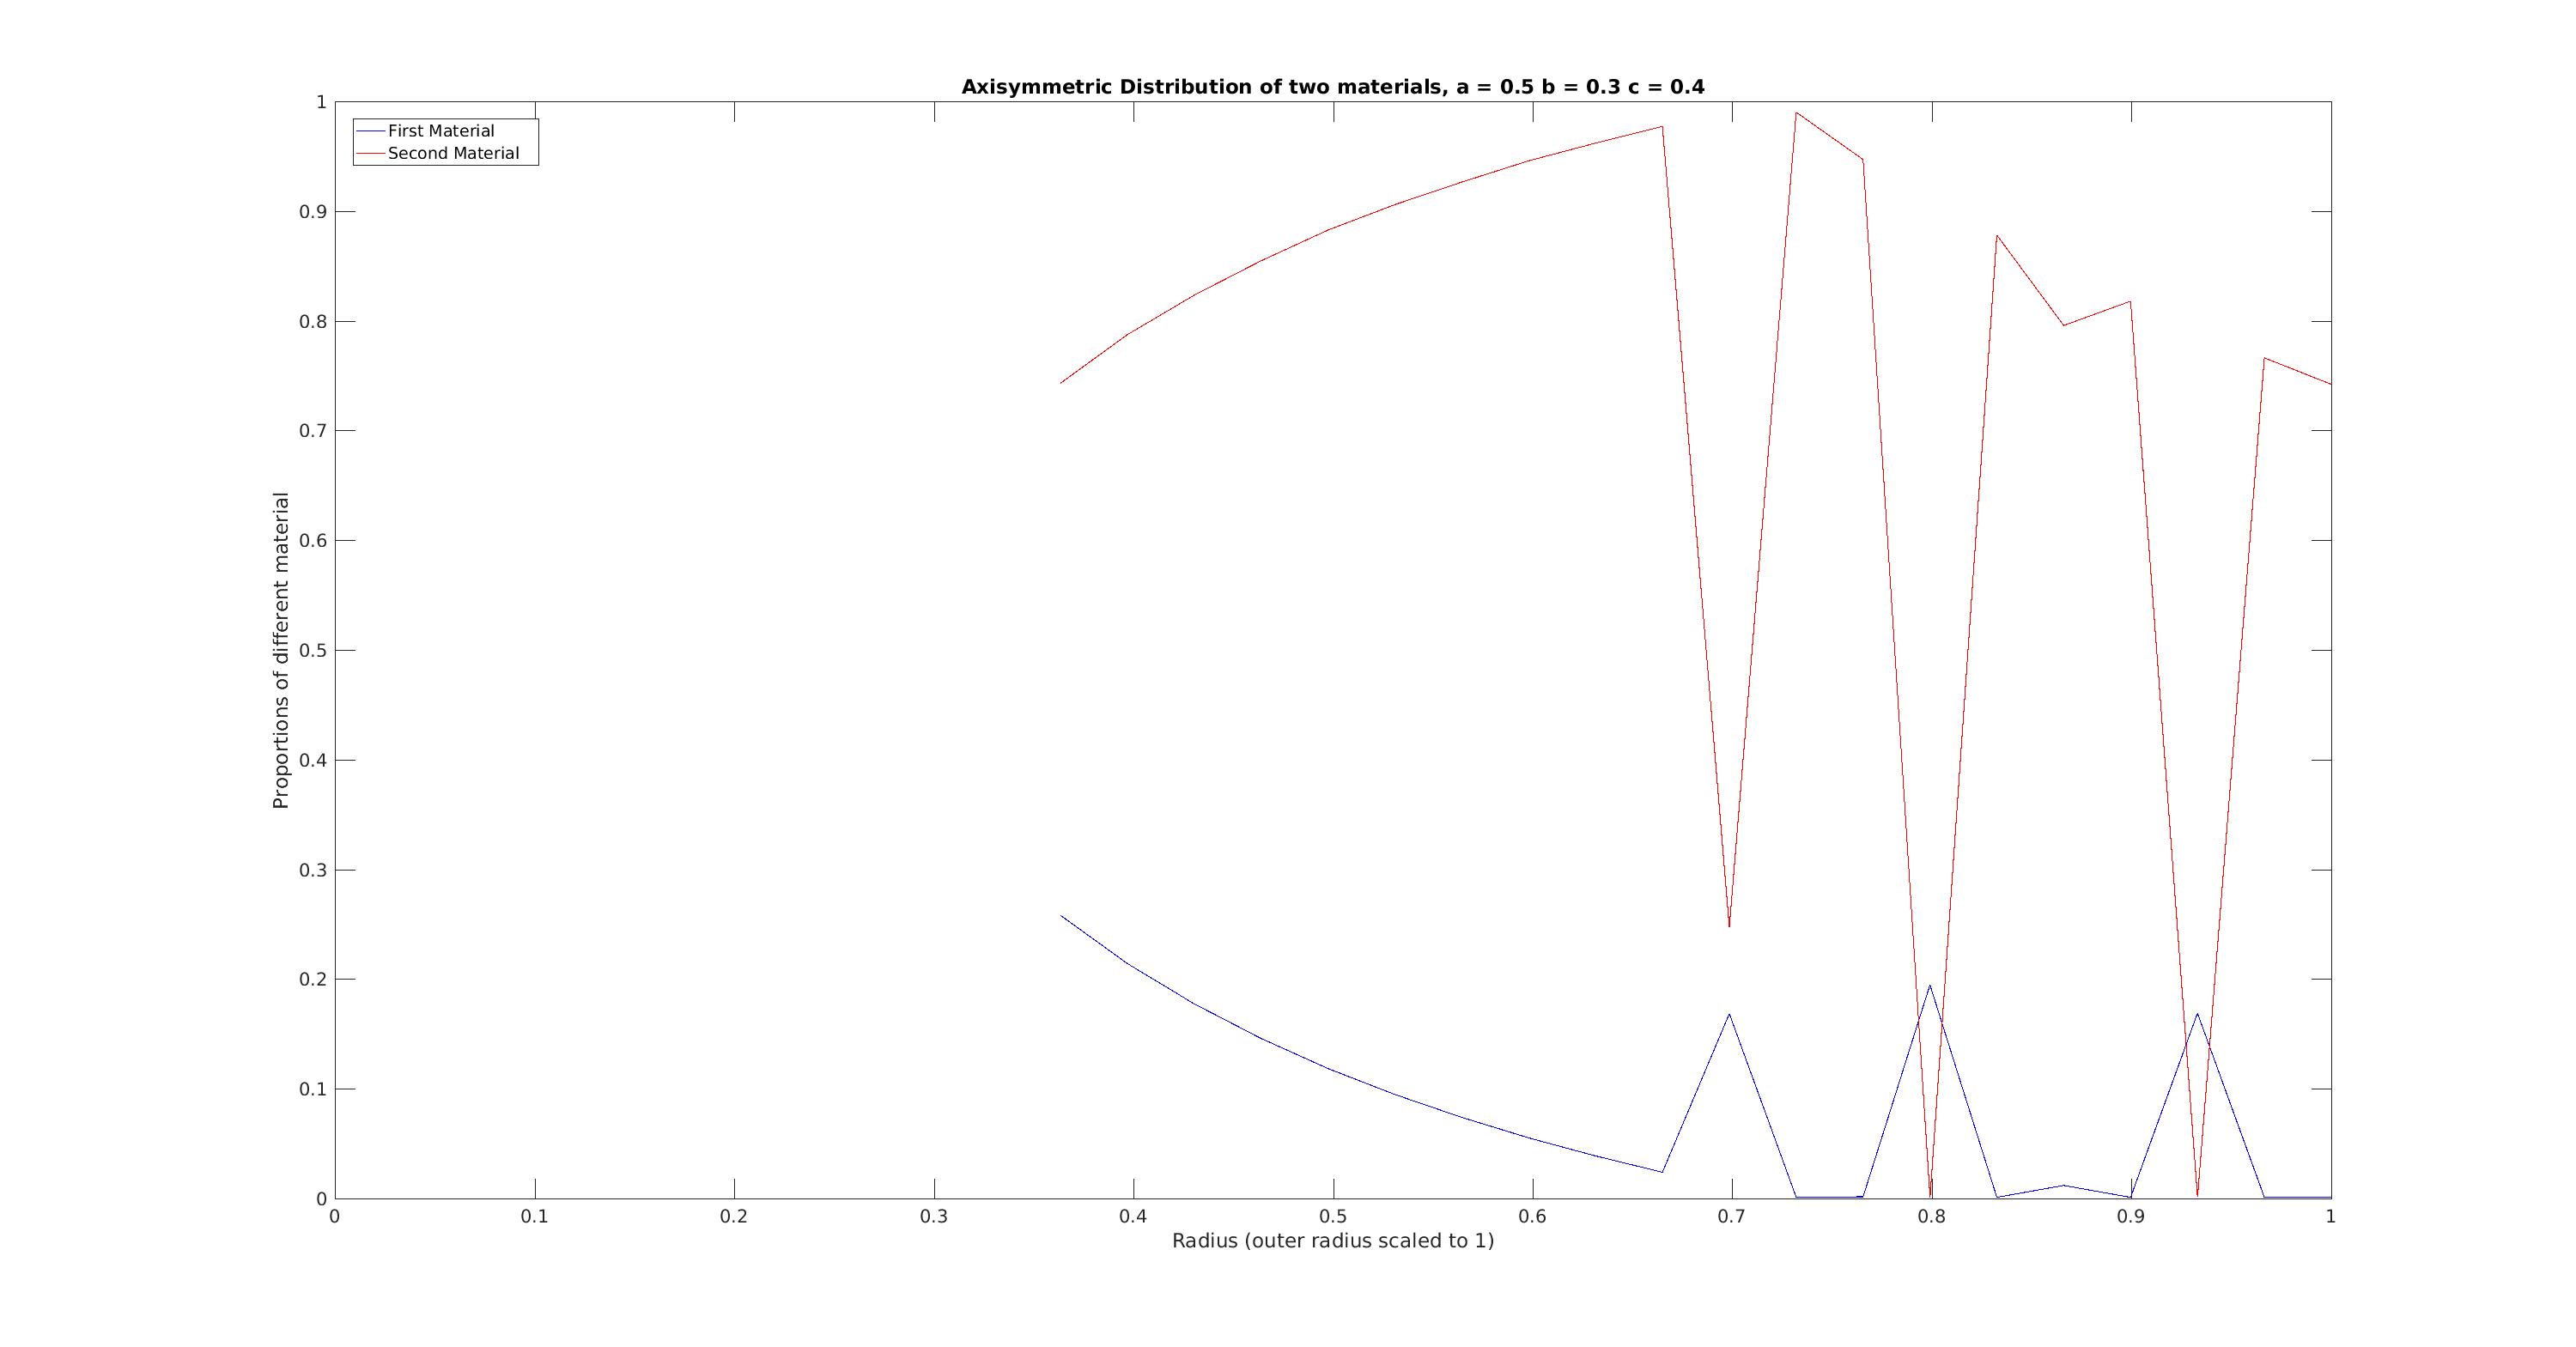 Axisymmetric Distribution of two materials, a = 0.5 b = 0.3 c = 0.4
First Material
Second Material
Proportions of different material
1
0.9
0.8
0.7
0.6
0.5
0.4
0.3
0.2
0.1
0
0 0.1 0.2 0.3 0.4 0.5 0.6 0.7 0.8 0.9 1
Radius (outer radius scaled to 1)